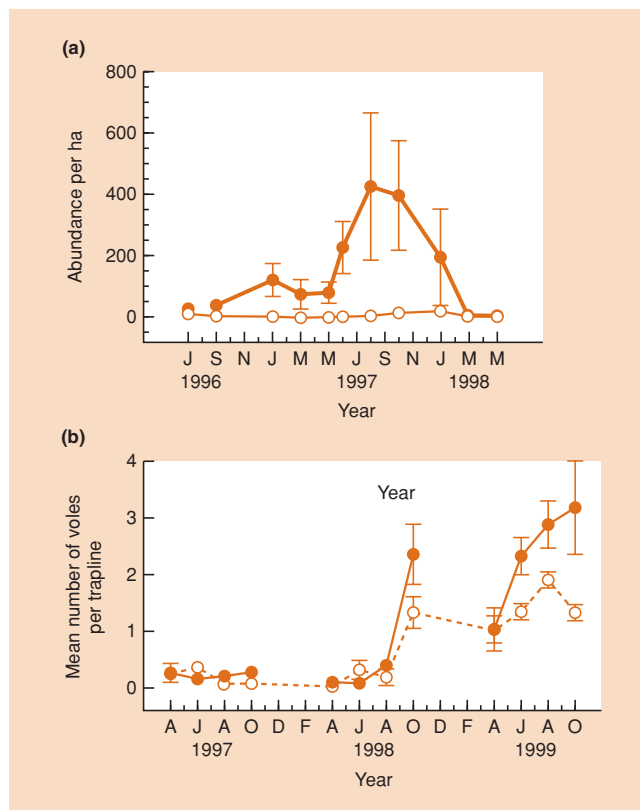 (a)
800
600
400
200
0
Abundance per ha
J S N J M M J S N J M M
1996 1997 1998
Year
(b)
4
3
2
1
0
Mean number of voles
per trapline
Year
A J A O D F A J A O D F A J A O
1997 1998 1999
Year